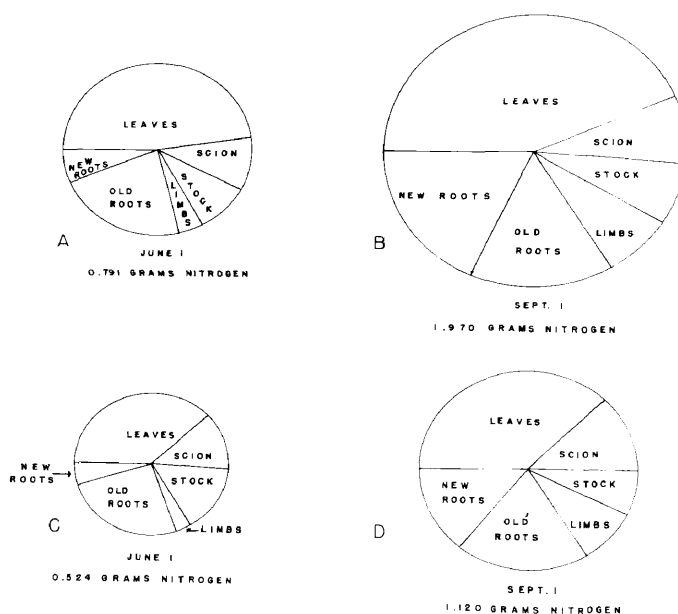 LEAVES
SCION
NEW ROOTS
STOCK
LIMBS
OLD
ROOTS
A
JUNE 1
0.791 GRAMS NITROGEN
LEAVES
SCION
STOCK
NEW ROOTS
LIMBS
OLD
ROOTS
B
SEPT. 1
1.970 GRAMS NITROGEN
LEAVES
SCION
NEW
ROOTS
STOCK
OLD
ROOTS
C
LIMBS
JUNE 1
0.524 GRAMS NITROGEN
LEAVES
SCION
NEW
ROOTS
STOCK
OLD
ROOTS
LIMBS
D
SEPT. 1
1.120 GRAMS NITROGEN